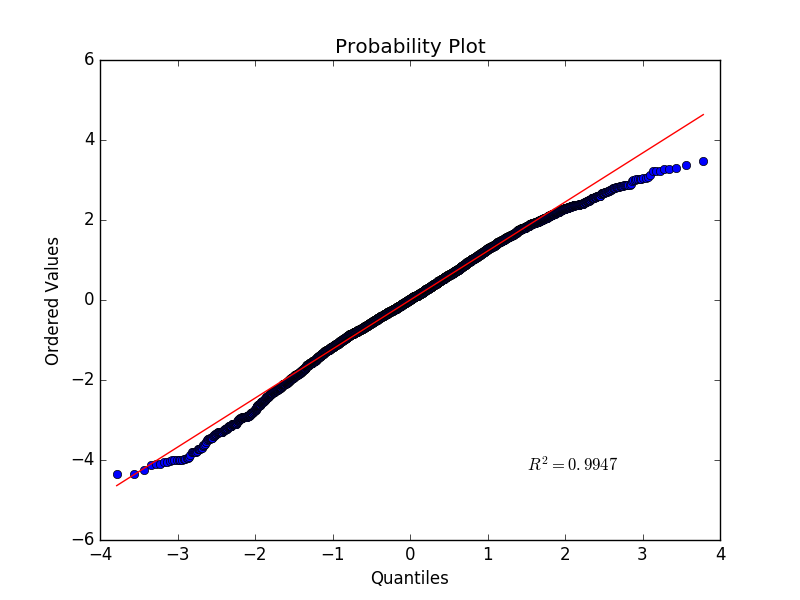 Probability Plot
6
4
2
0
−2
−4
−6
Ordered Values
R² = 0.9947
−4 −3 −2 −1 0 1 2 3 4
Quantiles